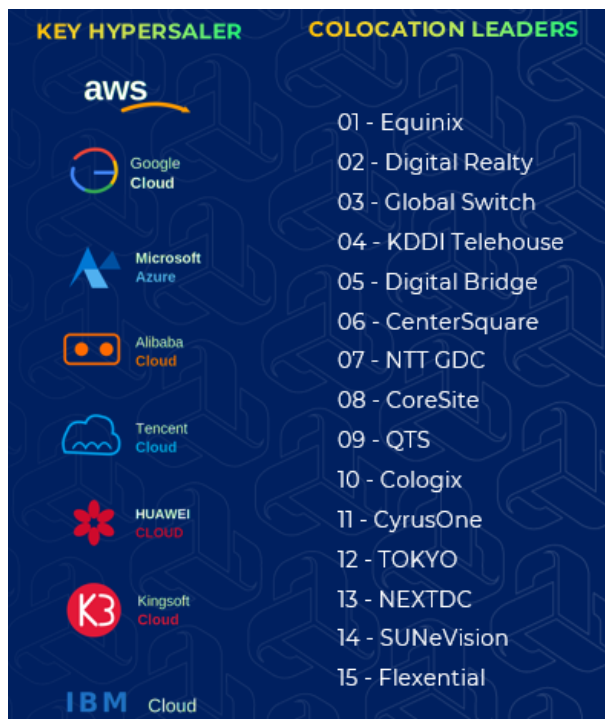 KEY HYPERSALER
aws
Google
Cloud
Microsoft
Azure
Alibaba
Cloud
Tencent
Cloud
HUAWEI
CLOUD
K3
Kingsoft
Cloud
IBM Cloud
COLOCATION LEADERS
01 - Equinix
02 - Digital Realty
03 - Global Switch
04 - KDDI Telehouse
05 - Digital Bridge
06 - CenterSquare
07 - NTT GDC
08 - CoreSite
09 - QTS
10 - Cologix
11 - CyrusOne
12 - TOKYO
13 - NEXTDC
14 - SUNeVision
15 - Flexential